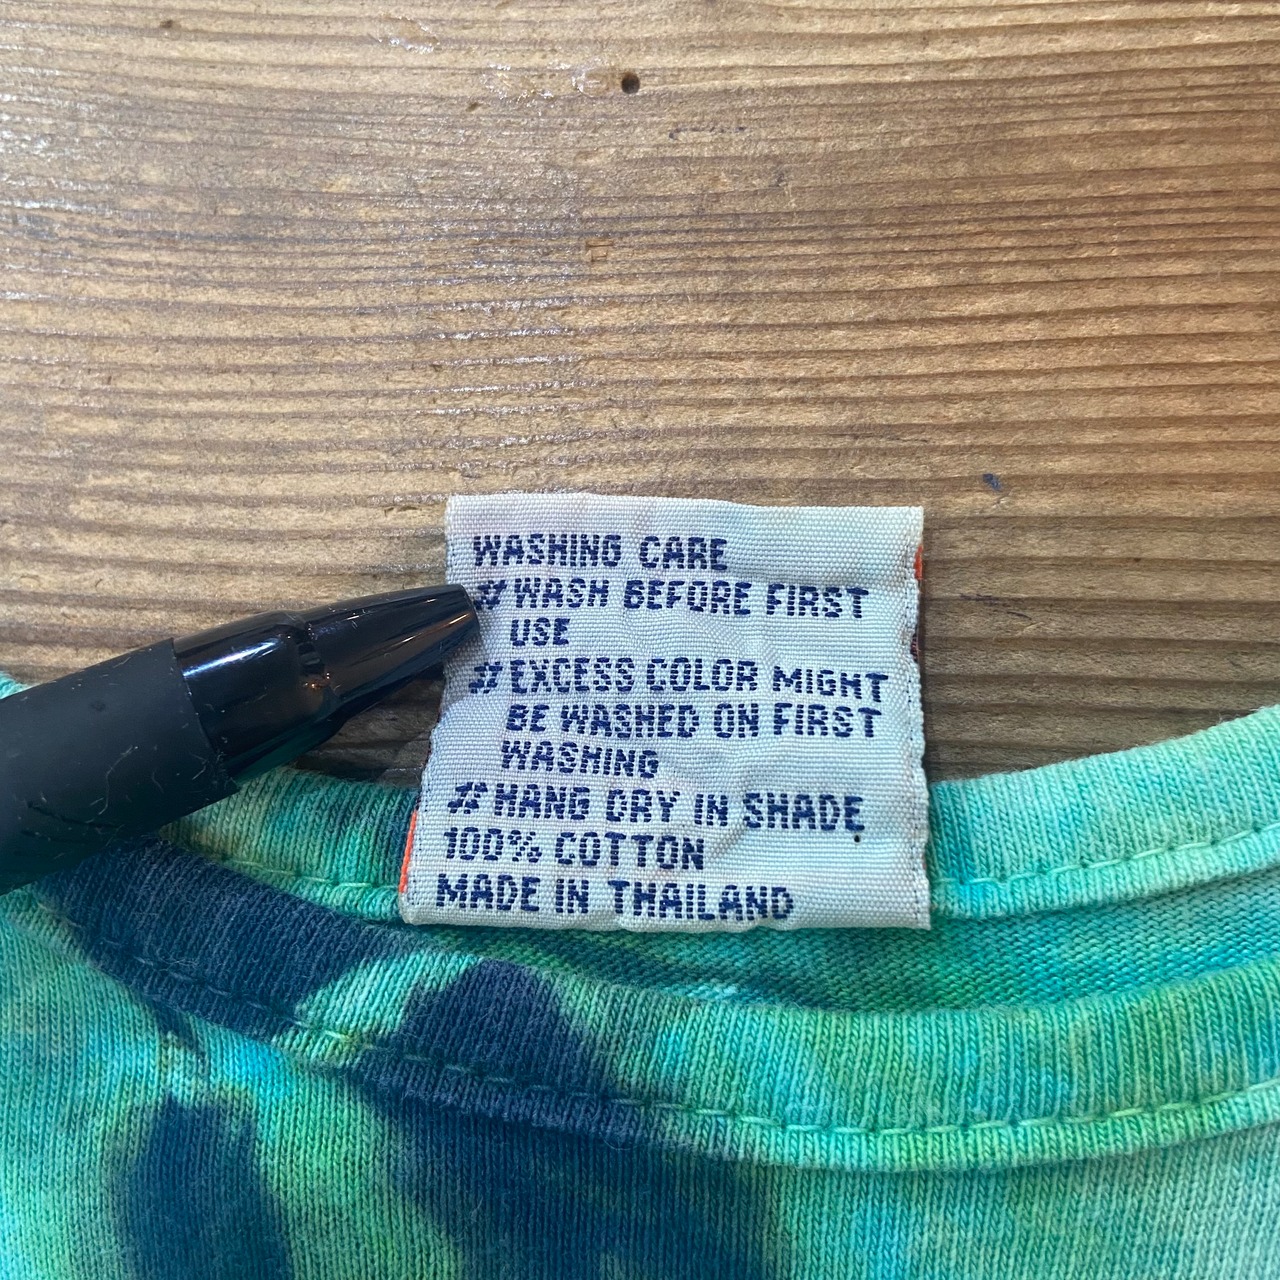 WASHING CARE
# WASH BEFORE FIRST
USE
# EXCESS COLOR MIGHT
BE WASHED ON FIRST
WASHING
# HANG DRY IN SHADE
100% COTTON
MADE IN THAILAND